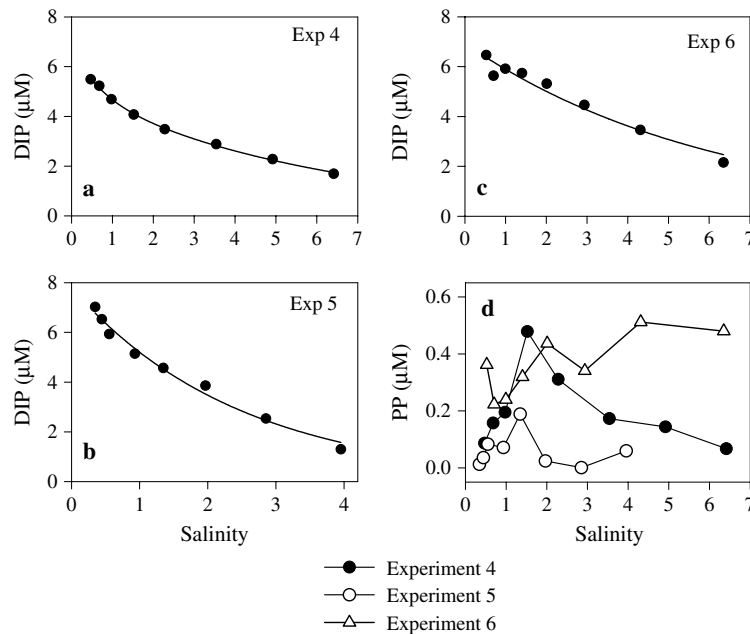 8
6
4
2
0
DIP (μM)
Exp 4
a
0 1 2 3 4 5 6 7
8
6
4
2
0
DIP (μM)
Exp 6
c
0 1 2 3 4 5 6 7
8
6
4
2
0
DIP (μM)
Exp 5
b
0 1 2 3 4
Salinity
0.6
0.4
0.2
0.0
PP (μM)
d
0 1 2 3 4 5 6 7
Salinity
Experiment 4
Experiment 5
Experiment 6